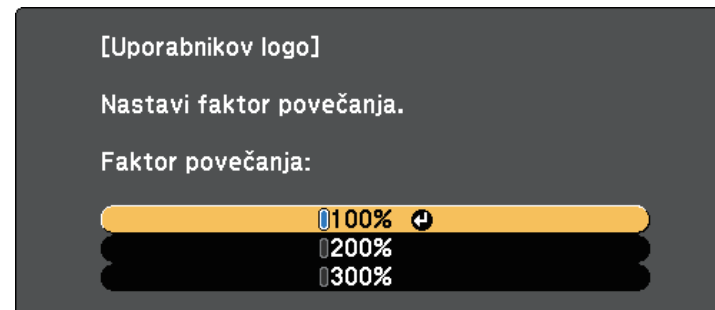 [Uporabnikov logo]
Nastavi faktor povečanja.
Faktor povečanja:
100%
200%
300%